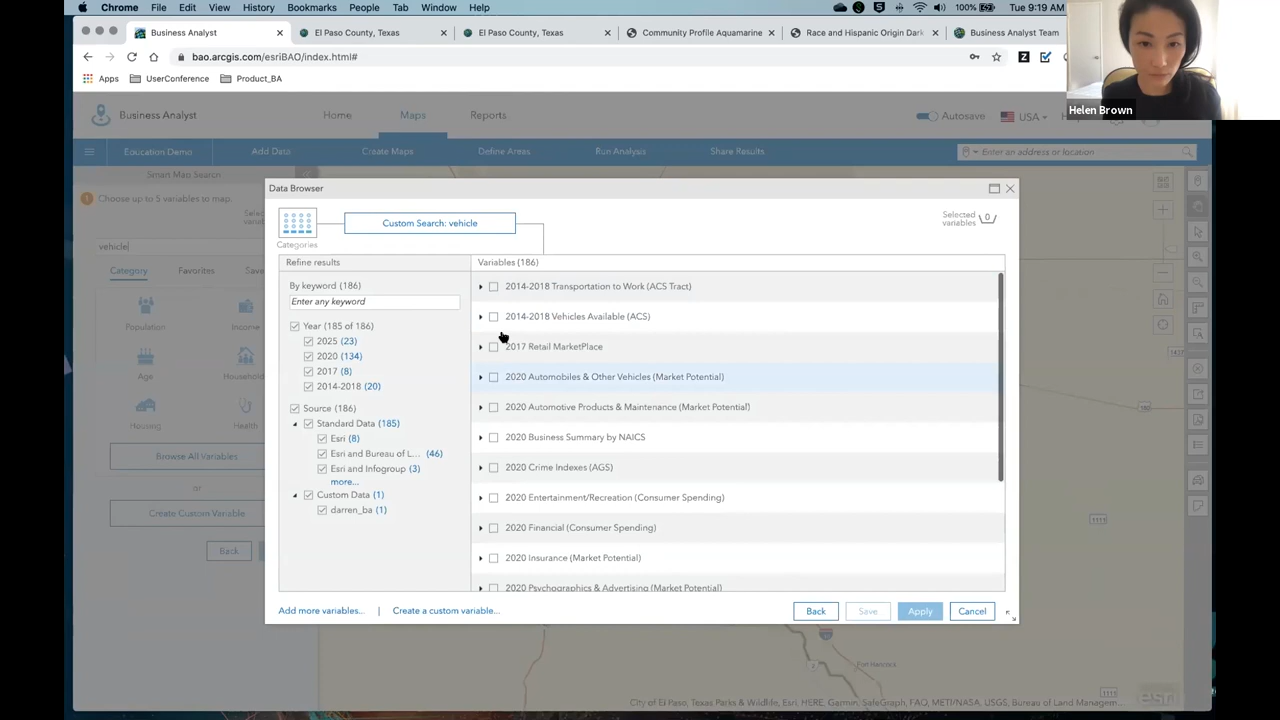 Chrome File Edit View History Bookmarks People Tab Window Help
100% Tue 9:19 AM
Business Analyst
El Paso County, Texas
El Paso County, Texas
Community Profile Aquamarine
Race and Hispanic Origin Dark
Business Analyst Team
bao.arcgis.com/esriBAO/index.html#
Apps UserConference Product_BA
Helen Brown
Business Analyst
Home Maps Reports
Autosave USA
Education Demo Add Data Create Maps Define Areas Run Analysis Share Results
Enter an address or location
Smart Map Search
1 Choose up to 5 variables to map.
vehicle
Category Favorites
Population Income
Age
Housing Health
Browse All Variables
or
Create Custom Variable
Back
Data Browser
Custom Search: vehicle
Selected variables 0
Categories
Refine results
By keyword (186)
Enter any keyword
Year (185 of 186)
2025 (23)
2020 (134)
2017 (8)
2014-2018 (20)
Source (186)
Standard Data (185)
Esri (8)
Esri and Bureau of L... (46)
Esri and Infogroup (3)
more...
Custom Data (1)
darren_ba (1)
Variables (186)
2014-2018 Transportation to Work (ACS Tract)
2014-2018 Vehicles Available (ACS)
2017 Retail MarketPlace
2020 Automobiles & Other Vehicles (Market Potential)
2020 Automotive Products & Maintenance (Market Potential)
2020 Business Summary by NAICS
2020 Crime Indexes (AGS)
2020 Entertainment/Recreation (Consumer Spending)
2020 Financial (Consumer Spending)
2020 Insurance (Market Potential)
2020 Psychographics & Advertising (Market Potential)
Add more variables... | Create a custom variable...
Back Save Apply Cancel
1111
Fort Hancock
1111
City of El Paso, Texas Parks & Wildlife, Esri, HERE, Garmin, SafeGraph, FAO, METI/NASA, USGS, Bureau of Land Managem...
esri